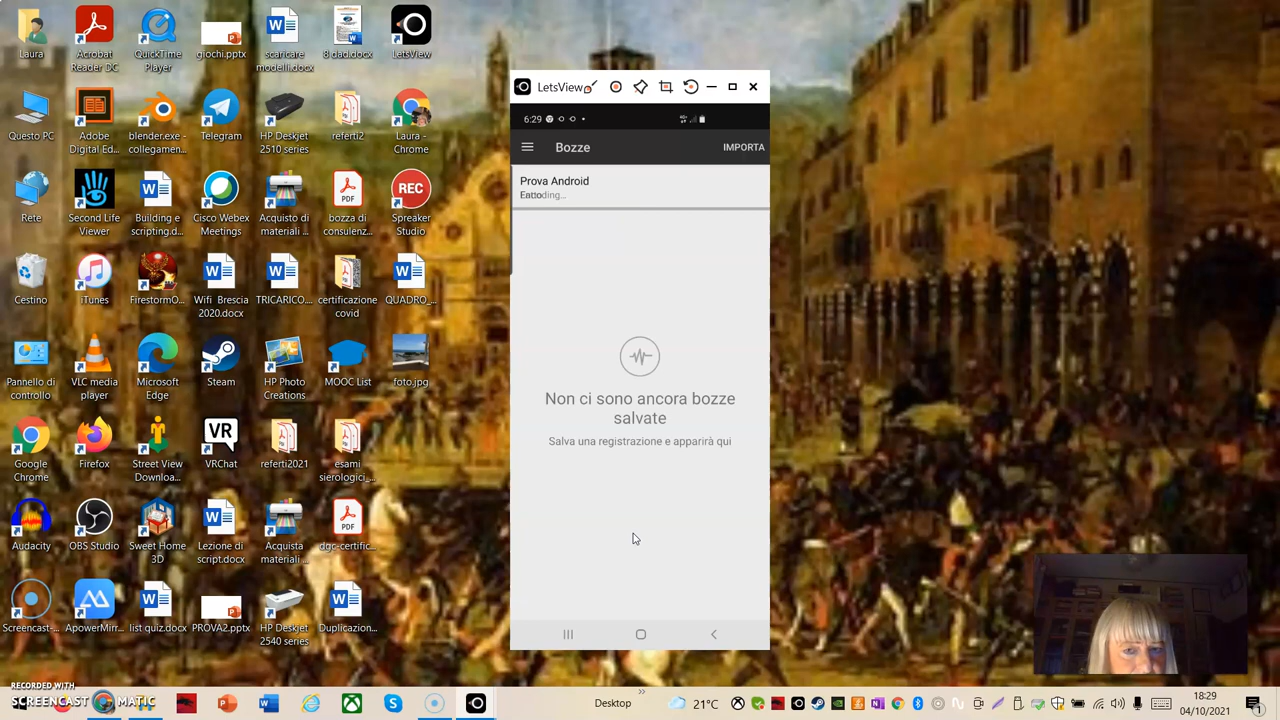 Laura
Acrobat
Reader DC
QuickTime
Player
giochi.pptx
scaricare
modelli.docx
8 dad.docx
LetsView
Questo PC
Adobe
Digital Ed...
blender.exe -
collegamen...
Telegram
HP Deskjet
2510 series
referti2
Laura -
Chrome
Rete
Second Life
Viewer
Building e
scripting.d...
Cisco Webex
Meetings
Acquisto di
materiali ...
bozza di
consulenz...
REC
Spreaker
Studio
Cestino
iTunes
FirestormO...
Wifi Brescia
2020.docx
TRICARICO....
certificazione
covid
QUADRO_...
Pannello di
controllo
VLC media
player
Microsoft
Edge
Steam
HP Photo
Creations
MOOC List
foto.jpg
Google
Chrome
Firefox
Street View
Downloa...
VR
VRChat
referti2021
esami
sierologici_...
Audacity
OBS Studio
Sweet Home
3D
Lezione di
script.docx
Acquista
materiali ...
PDF
dgc-certific...
Screencast-...
ApowerMirr...
list quiz.docx
PROVA2.pptx
HP Deskjet
2540 series
Duplicazion...
LetsView
6:29
Bozze
IMPORTA
Prova Android
Non ci sono ancora bozze
salvate
Salva una registrazione e apparirà qui
RECORDED WITH
SCREENCAST MATIC
Desktop
21°C
18:29
04/10/2021